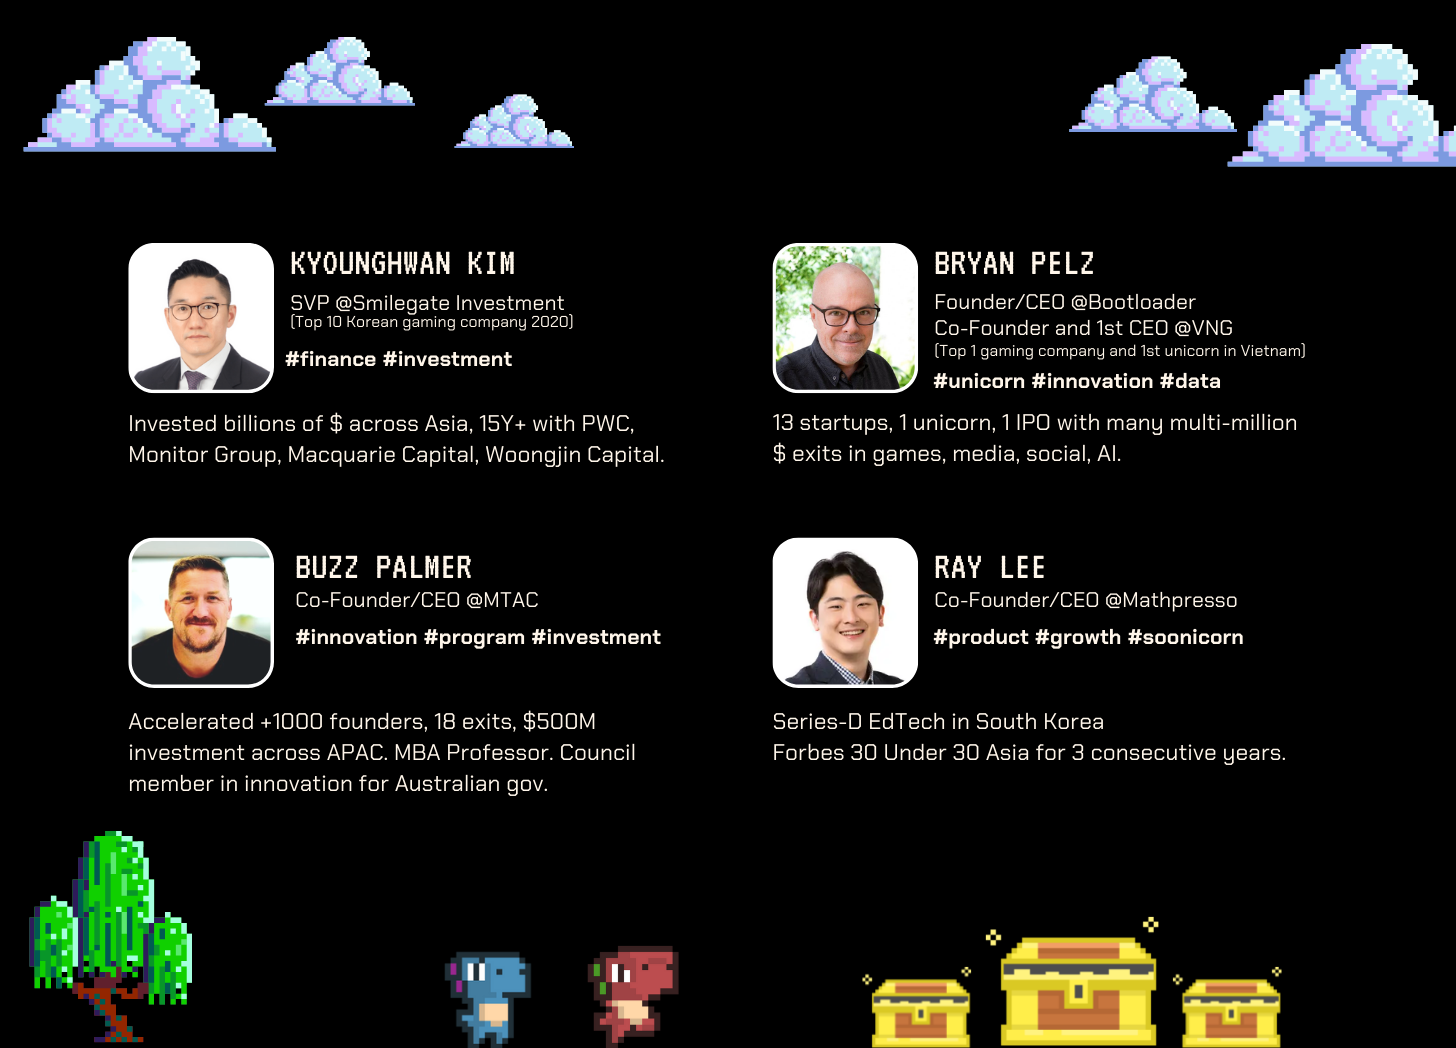 KYOUNGHWAN KIM
SVP @Smilegate Investment
(Top 10 Korean gaming company 2020)
#finance #investment
Invested billions of $ across Asia, 15Y+ with PWC,
Monitor Group, Macquarie Capital, Woongjin Capital.
BRYAN PELZ
Founder/CEO @Bootloader
Co-Founder and 1st CEO @VNG
(Top 1 gaming company and 1st unicorn in Vietnam)
#unicorn #innovation #data
13 startups, 1 unicorn, 1 IPO with many multi-million
$ exits in games, media, social, AI.
BUZZ PALMER
Co-Founder/CEO @MTAC
#innovation #program #investment
Accelerated +1000 founders, 18 exits, $500M
investment across APAC. MBA Professor. Council
member in innovation for Australian gov.
RAY LEE
Co-Founder/CEO @Mathpresso
#product #growth #soonicorn
Series-D EdTech in South Korea
Forbes 30 Under 30 Asia for 3 consecutive years.